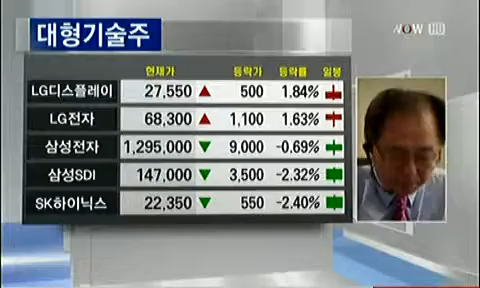 대형기술주
NOW HD
현재가 등락가 등락률 일봉
LG디스플레이 27,550 ▲ 500 1.84%
LG전자 68,300 ▲ 1,100 1.63%
삼성전자 1,295,000 ▼ 9,000 -0.69%
삼성SDI 147,000 ▼ 3,500 -2.32%
SK하이닉스 22,350 ▼ 550 -2.40%